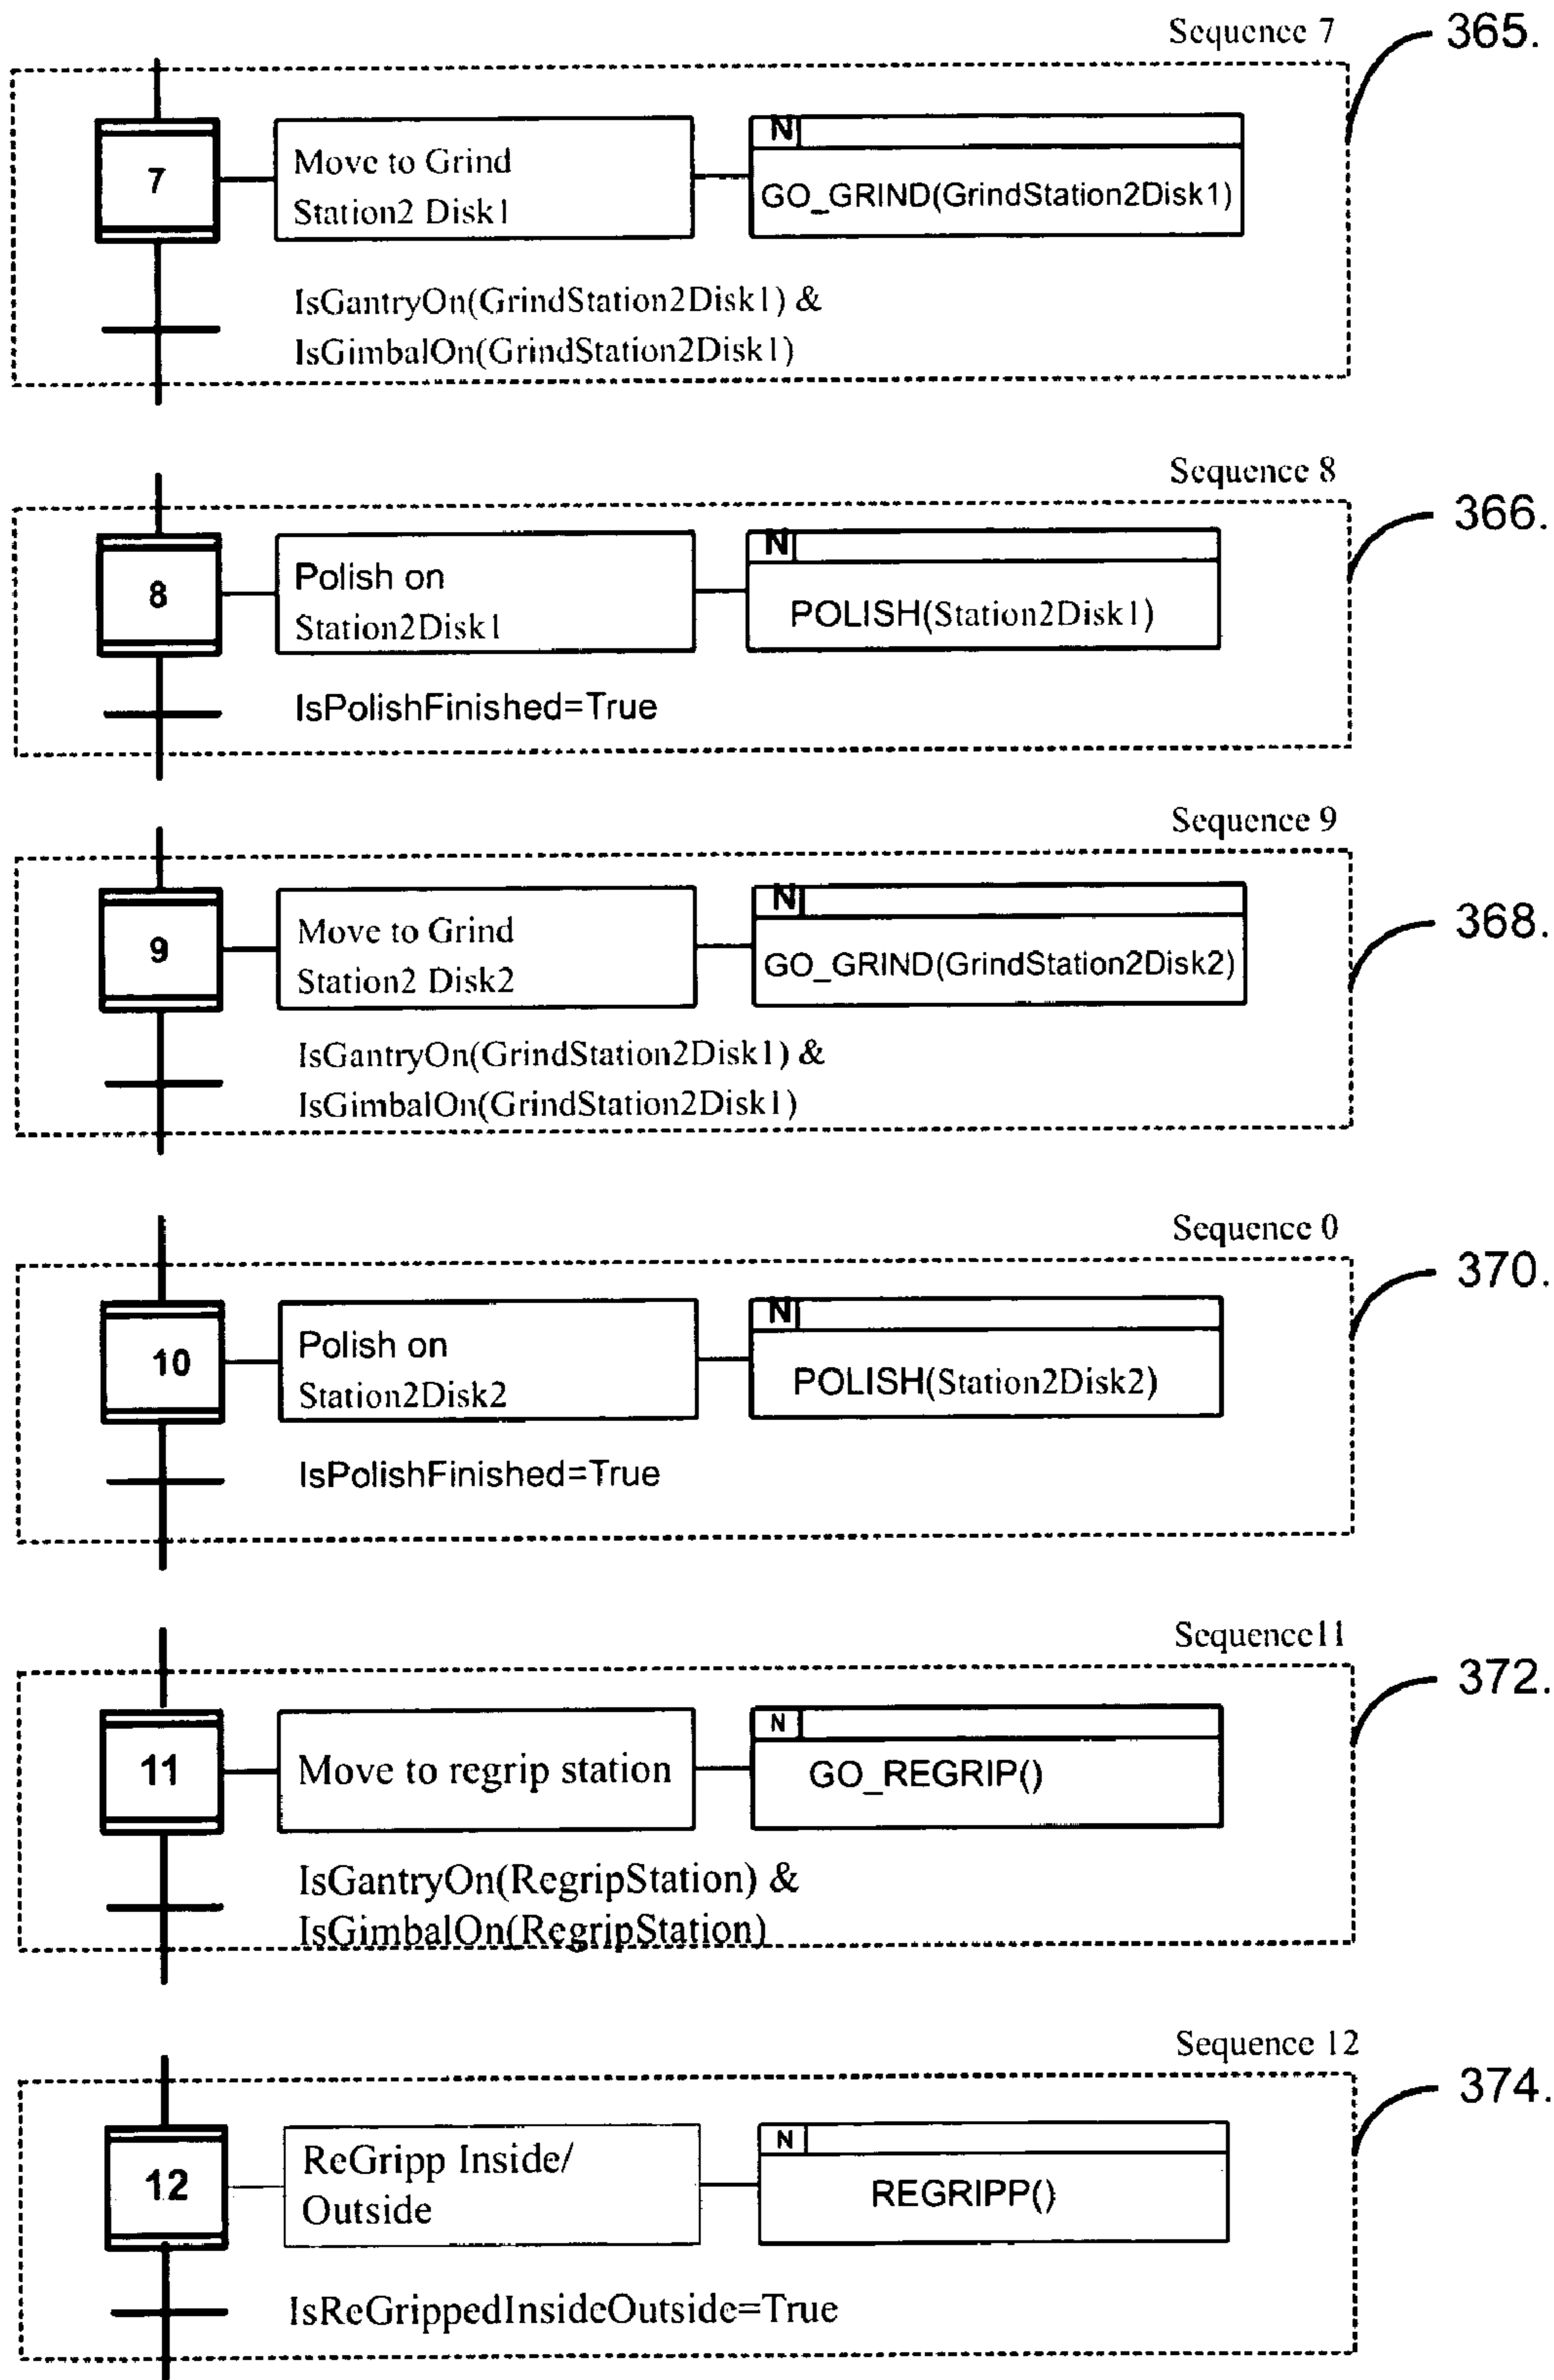 Sequence 7
365.
7
Move to Grind
Station2 Disk1
N
GO_GRIND(GrindStation2Disk1)
IsGantryOn(GrindStation2Disk1) &
IsGimbalOn(GrindStation2Disk1)
Sequence 8
366.
8
Polish on
Station2Disk1
N
POLISH(Station2Disk1)
IsPolishFinished=True
Sequence 9
368.
9
Move to Grind
Station2 Disk2
N
GO_GRIND(GrindStation2Disk2)
IsGantryOn(GrindStation2Disk1) &
IsGimbalOn(GrindStation2Disk1)
Sequence 0
370.
10
Polish on
Station2Disk2
N
POLISH(Station2Disk2)
IsPolishFinished=True
Sequence11
372.
11
Move to regrip station
N
GO_REGRIP()
IsGantryOn(RegripStation) &
IsGimbalOn(RegripStation)
Sequence 12
374.
12
ReGripp Inside/
Outside
N
REGRIPP()
IsReGrippedInsideOutside=True